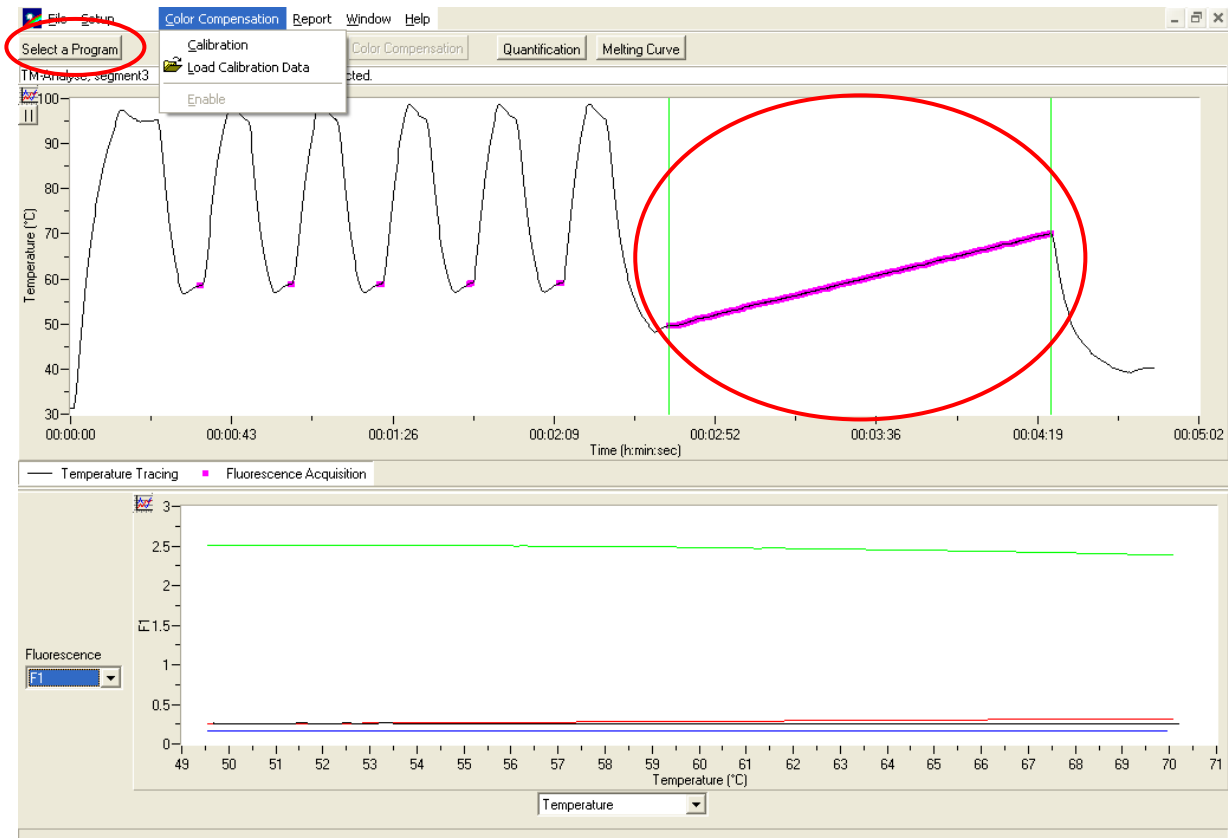 File Setup Color Compensation Report Window Help
Select a Program Color Compensation Quantification Melting Curve
Calibration
Load Calibration Data
Enable
TM-Analyse, segment3 cted.
100
90
80
70
60
50
40
30
Temperature (°C)
00:00:00 00:00:43 00:01:26 00:02:09 00:02:52 00:03:36 00:04:19 00:05:02
Time (h:min:sec)
Temperature Tracing Fluorescence Acquisition
3
2.5
2
1.5
1
0.5
0
F1
Fluorescence
F1
49 50 51 52 53 54 55 56 57 58 59 60 61 62 63 64 65 66 67 68 69 70 71
Temperature (°C)
Temperature